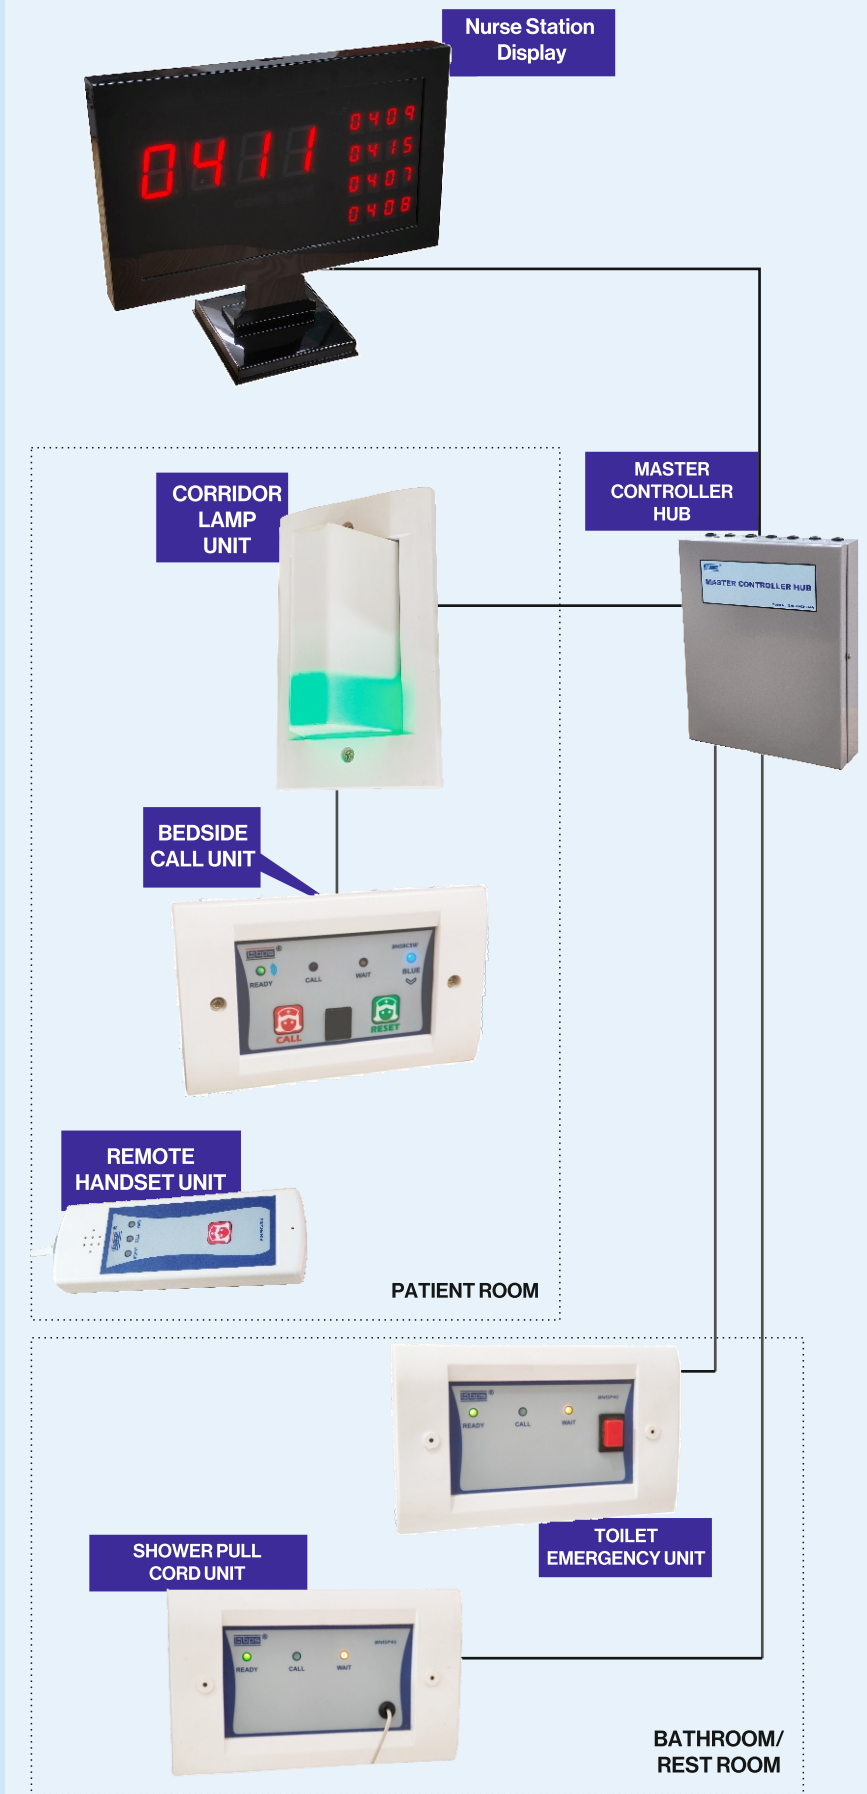 Nurse Station
Display
0411
0409
0415
0407
0408
CORRIDOR
LAMP
UNIT
MASTER
CONTROLLER
HUB
MASTER CONTROLLER HUB
BEDSIDE
CALL UNIT
READY
CALL
WAIT
BLUE
CALL
RESET
REMOTE
HANDSET UNIT
PATIENT ROOM
READY
CALL
WAIT
TOILET
EMERGENCY UNIT
SHOWER PULL
CORD UNIT
READY
CALL
WAIT
BATHROOM/
REST ROOM